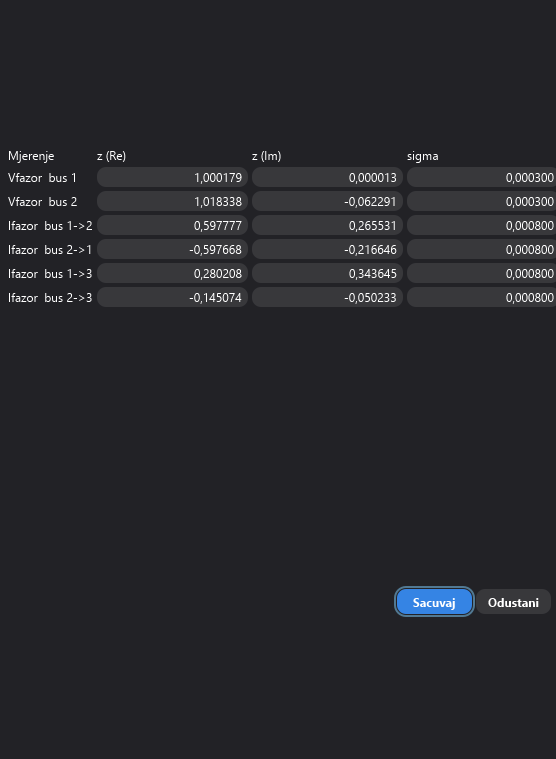 Mjerenje z (Re) z (Im) sigma
Vfazor bus 1 1,000179 0,000013 0,000300
Vfazor bus 2 1,018338 -0,062291 0,000300
Ifazor bus 1->2 0,597777 0,265531 0,000800
Ifazor bus 2->1 -0,597668 -0,216646 0,000800
Ifazor bus 1->3 0,280208 0,343645 0,000800
Ifazor bus 2->3 -0,145074 -0,050233 0,000800
Sacuvaj Odustani